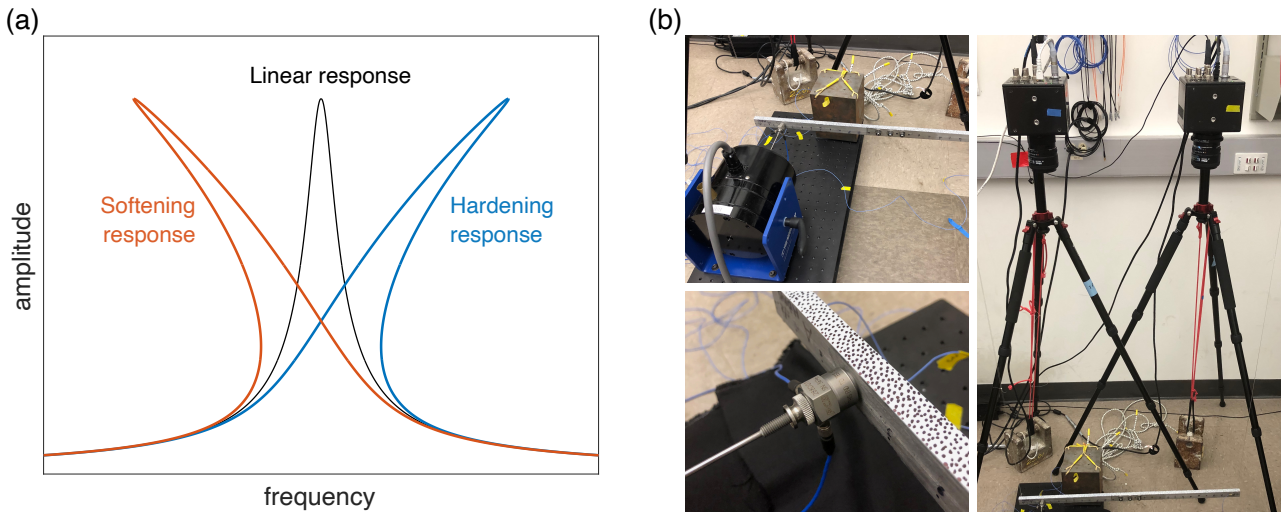 (a)
Linear response
Softening
response
Hardening
response
amplitude
frequency
(b)